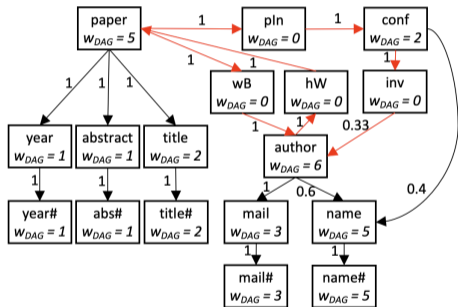 paper
w_DAG = 5
1
pIn
w_DAG = 0
1
conf
w_DAG = 2
1
1
1
1
1
1
wB
w_DAG = 0
hW
w_DAG = 0
inv
w_DAG = 0
1
1
0.33
year
w_DAG = 1
abstract
w_DAG = 1
title
w_DAG = 2
author
w_DAG = 6
1
1
1
1
0.6
0.4
year#
w_DAG = 1
abs#
w_DAG = 1
title#
w_DAG = 2
mail
w_DAG = 3
name
w_DAG = 5
1
1
mail#
w_DAG = 3
name#
w_DAG = 5